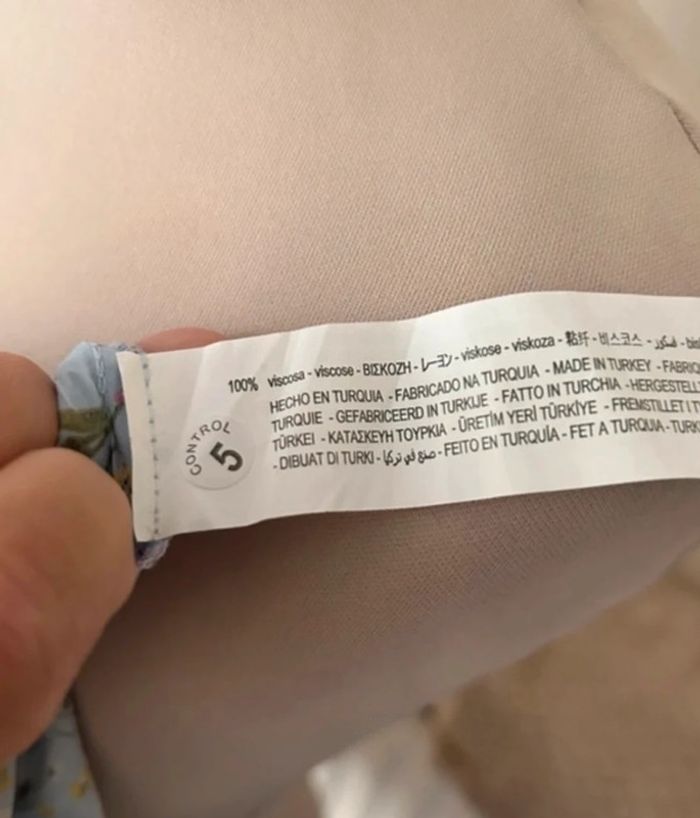 100% viscosa - viscose - ΒΙΣΚΟΖΗ - レーヨン - viskose - viskoza - 粘纤 - 비스코스 - فسكوز -
HECHO EN TURQUIA - FABRICADO NA TURQUIA - MADE IN TURKEY -
TURQUIE - GEFABRICEERD IN TURKIJE - FATTO IN TURCHIA - HERGESTELL
TÜRKEI - ΚΑΤΑΣΚΕΥΗ ΤΟΥΡΚΙΑ - ÜRETİM YERİ TÜRKİYE - FREMSTILLET I
- DIBUAT DI TURKI - صنع في تركيا - FEITO EN TURQUÍA - FET A TURQUIA -
CONTROL
5